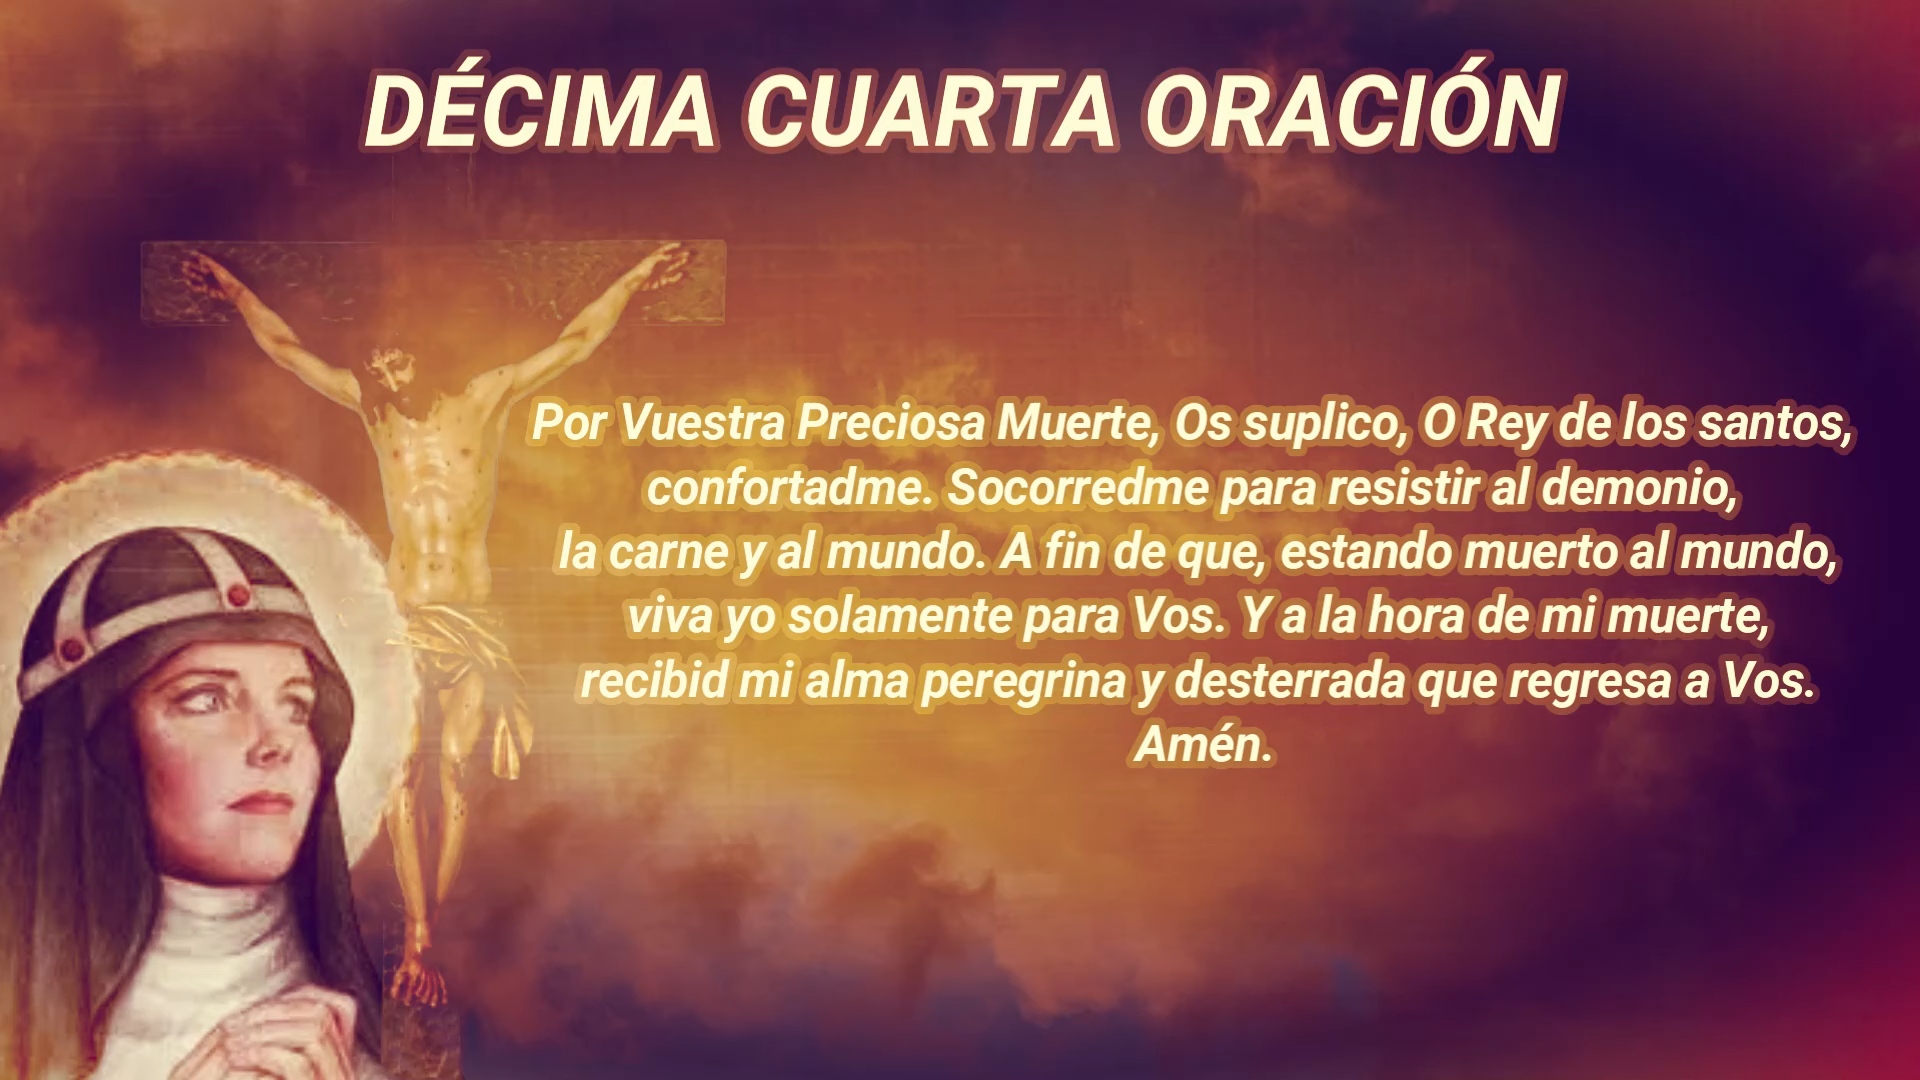 DÉCIMA CUARTA ORACIÓN
Por Vuestra Preciosa Muerte, Os suplico, O Rey de los santos,
confortadme. Socorredme para resistir al demonio,
la carne y al mundo. A fin de que, estando muerto al mundo,
viva yo solamente para Vos. Y a la hora de mi muerte,
recibid mi alma peregrina y desterrada que regresa a Vos.
Amén.